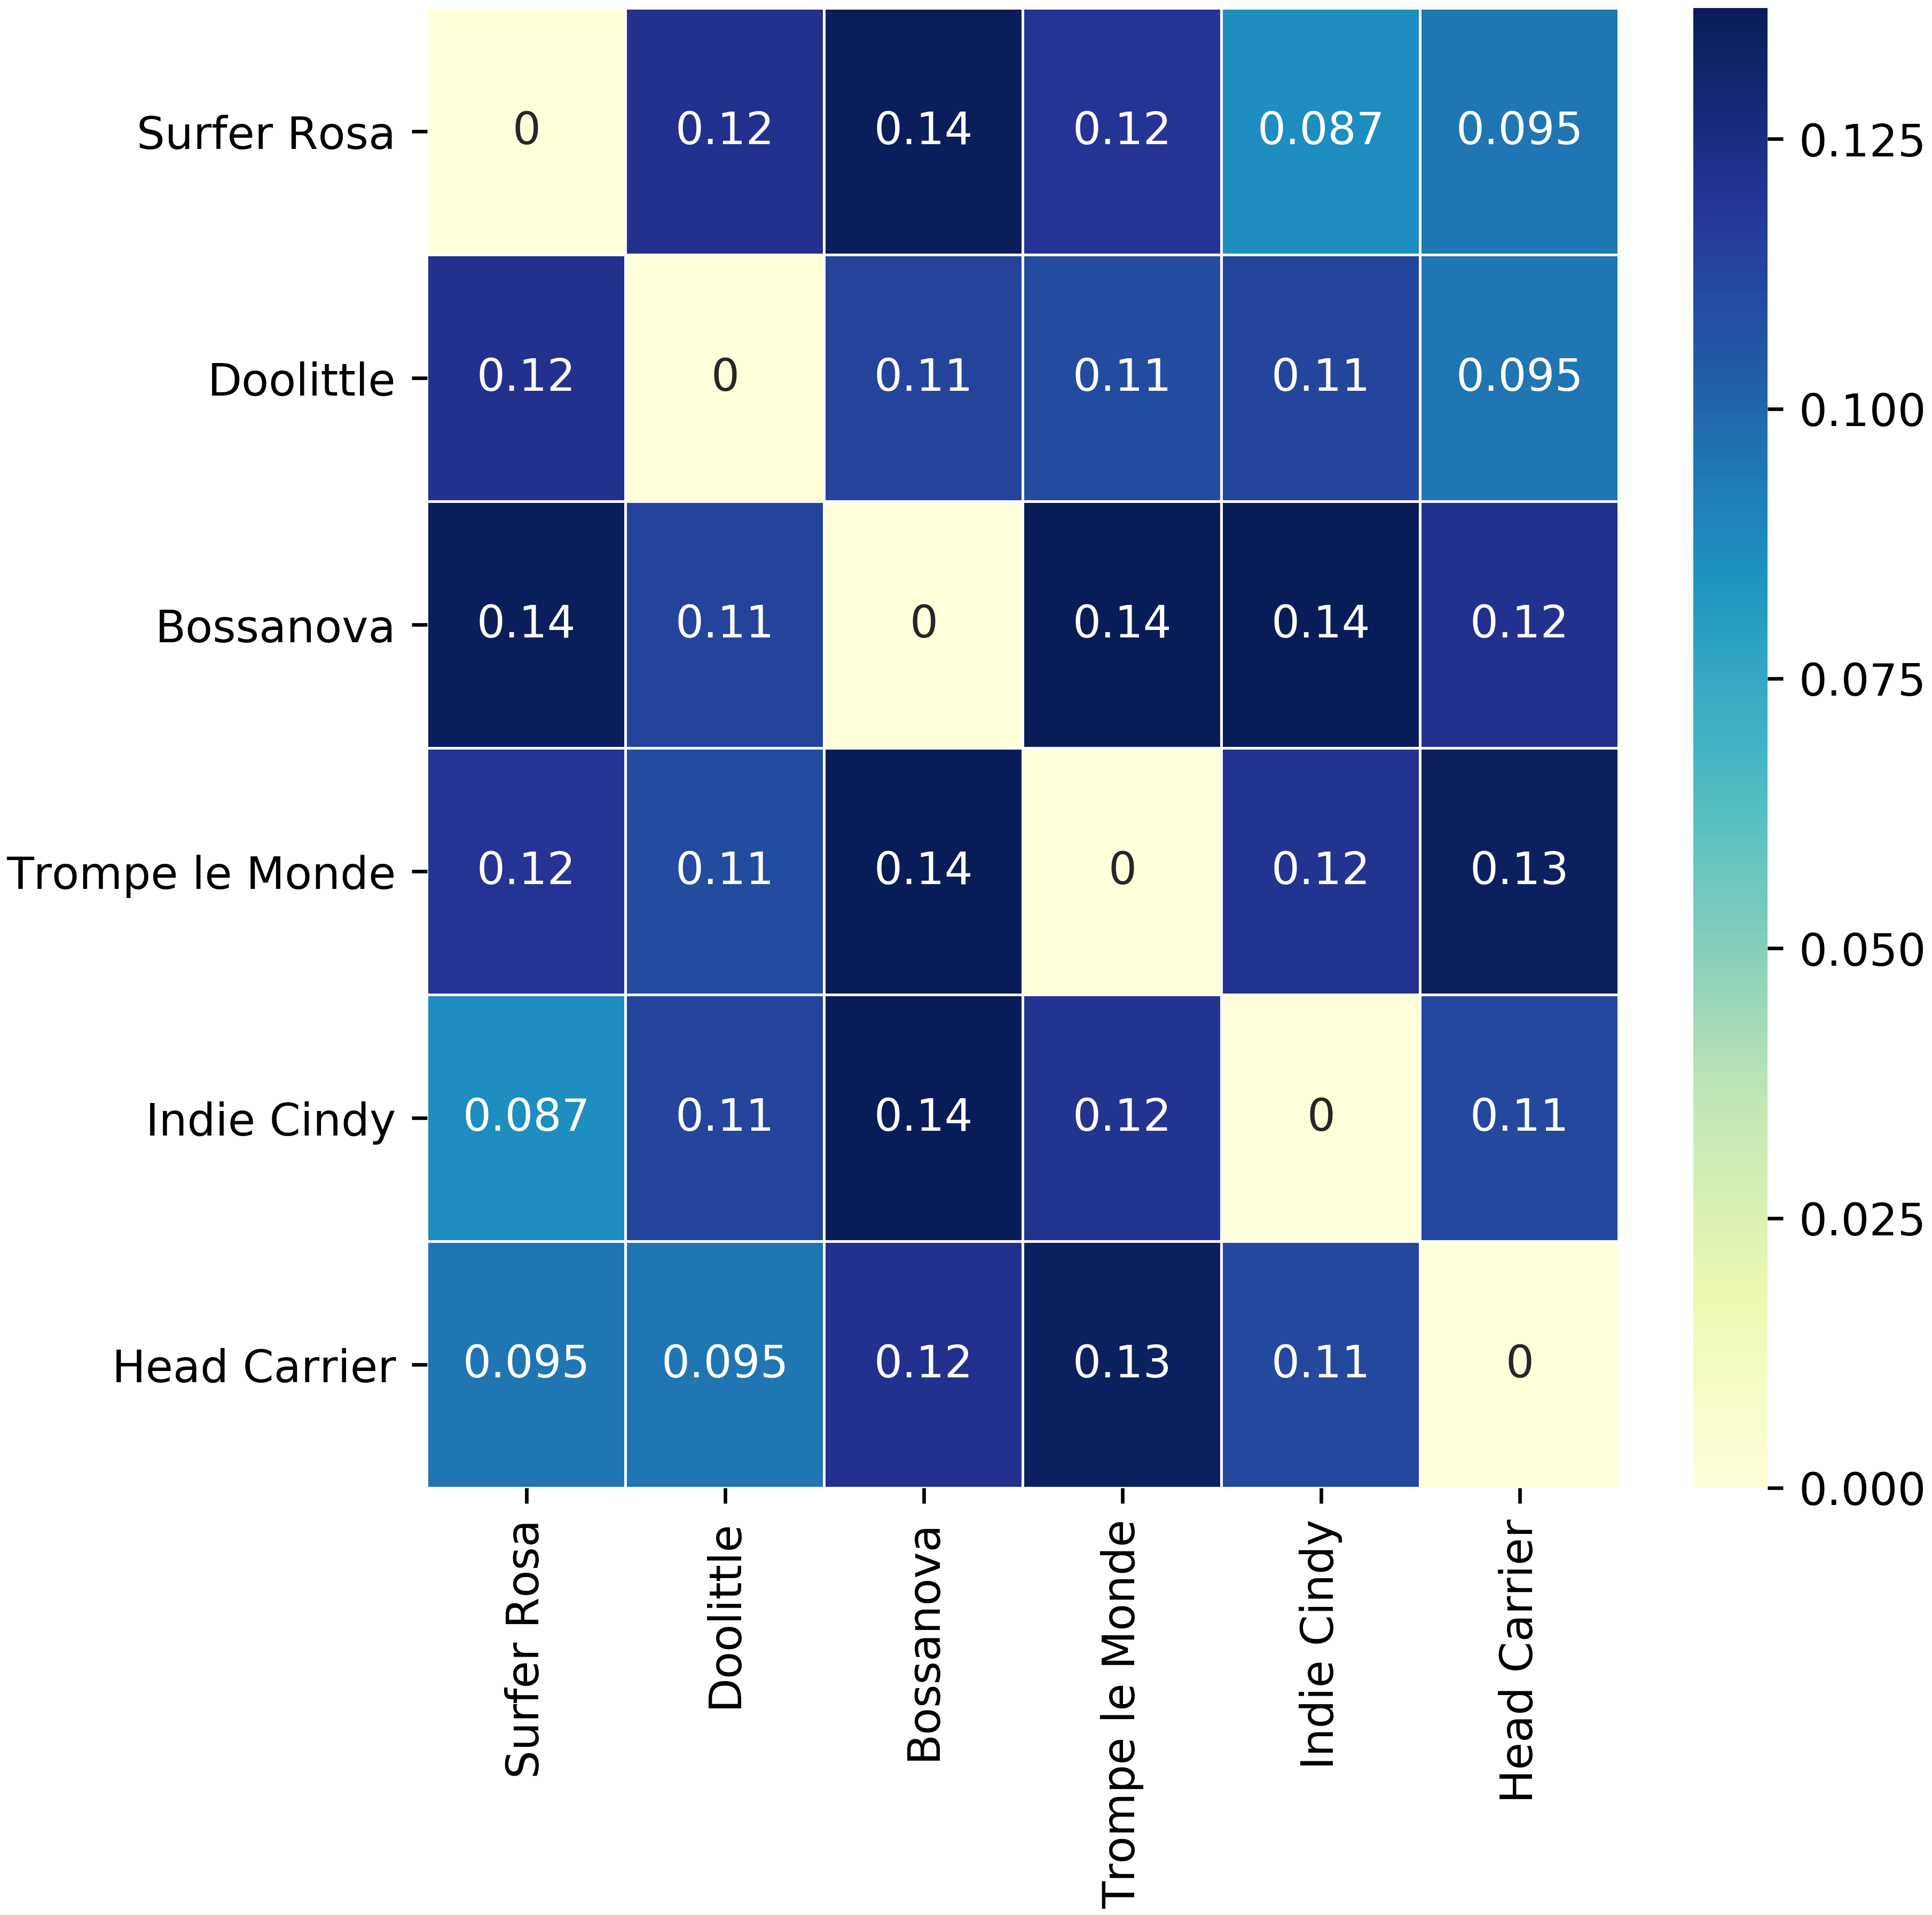 Surfer Rosa 0 0.12 0.14 0.12 0.087 0.095
Doolittle 0.12 0 0.11 0.11 0.11 0.095
Bossanova 0.14 0.11 0 0.14 0.14 0.12
Trompe le Monde 0.12 0.11 0.14 0 0.12 0.13
Indie Cindy 0.087 0.11 0.14 0.12 0 0.11
Head Carrier 0.095 0.095 0.12 0.13 0.11 0
Surfer Rosa
Doolittle
Bossanova
Trompe le Monde
Indie Cindy
Head Carrier
0.125
0.100
0.075
0.050
0.025
0.000